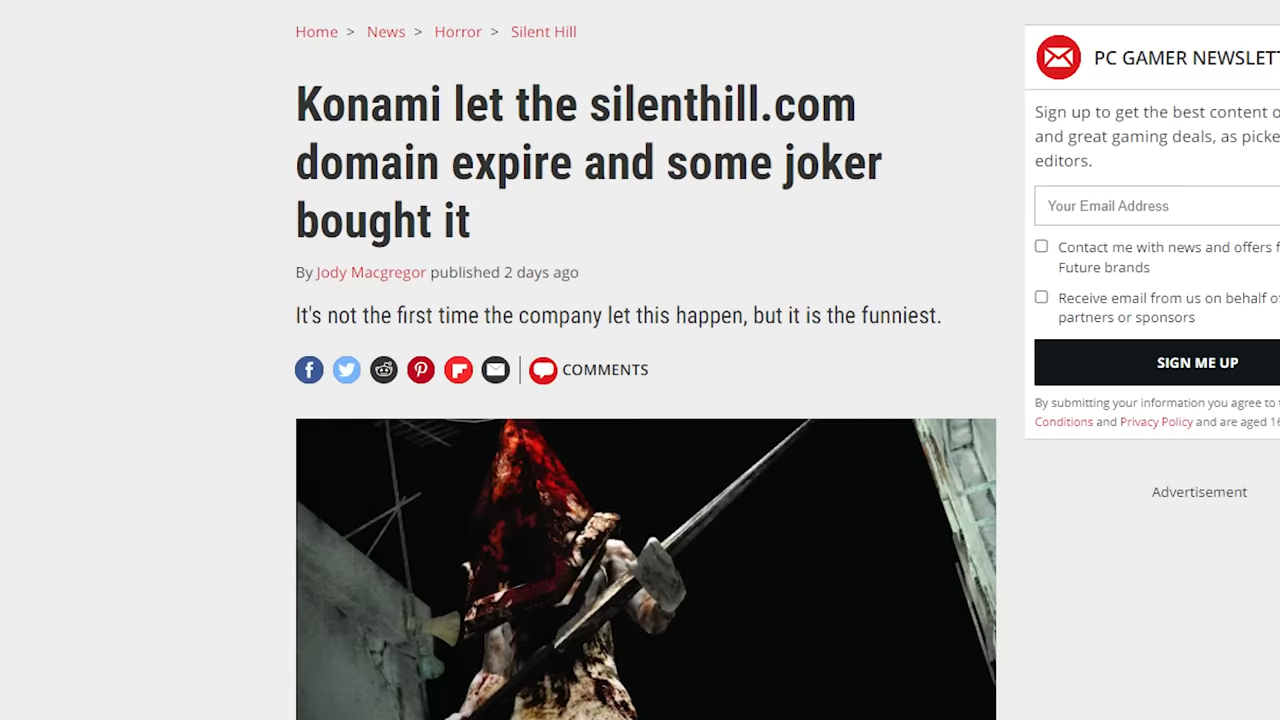 Home > News > Horror > Silent Hill
Konami let the silenthill.com
domain expire and some joker
bought it
By Jody Macgregor published 2 days ago
It's not the first time the company let this happen, but it is the funniest.
COMMENTS
PC GAMER NEWSLETT
Sign up to get the best content o
and great gaming deals, as picke
editors.
Your Email Address
Contact me with news and offers f
Future brands
Receive email from us on behalf o
partners or sponsors
SIGN ME UP
By submitting your information you agree to t
Conditions and Privacy Policy and are aged 16
Advertisement